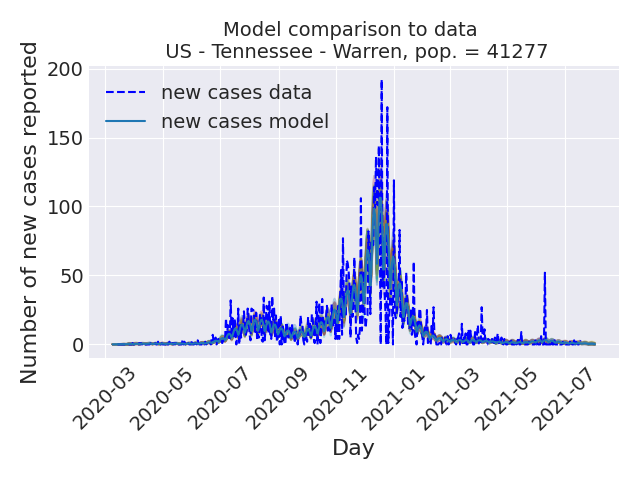 Model comparison to data
US - Tennessee - Warren, pop. = 41277
Number of new cases reported
200
150
100
50
0
new cases data
new cases model
2020-03
2020-05
2020-07
2020-09
2020-11
2021-01
2021-03
2021-05
2021-07
Day